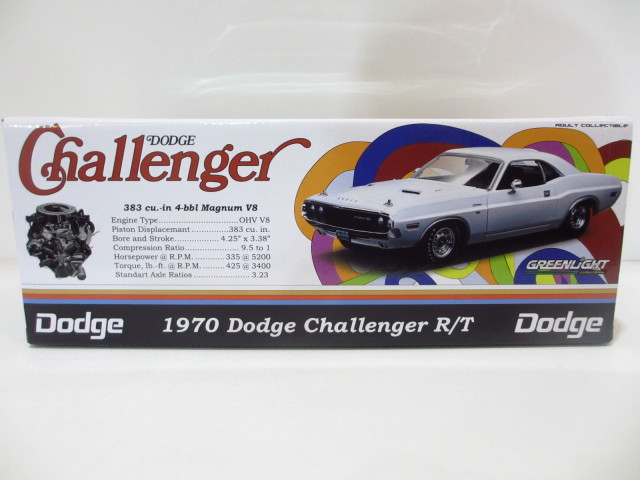 DODGE
Challenger
383 cu.-in 4-bbl Magnum V8
Engine Type..............................OHV V8
Piston Displacement...............383 cu. in.
Bore and Stroke..................4.25" x 3.38"
Compression Ratio.......................9.5 to 1
Horsepower @ R.P.M. ........335 @ 5200
Torque, lb.-ft. @ R.P.M. .......425 @ 3400
Standart Axle Ratios .....................3.23
ADULT COLLECTIBLE
GREENLIGHT
Dodge
1970 Dodge Challenger R/T
Dodge